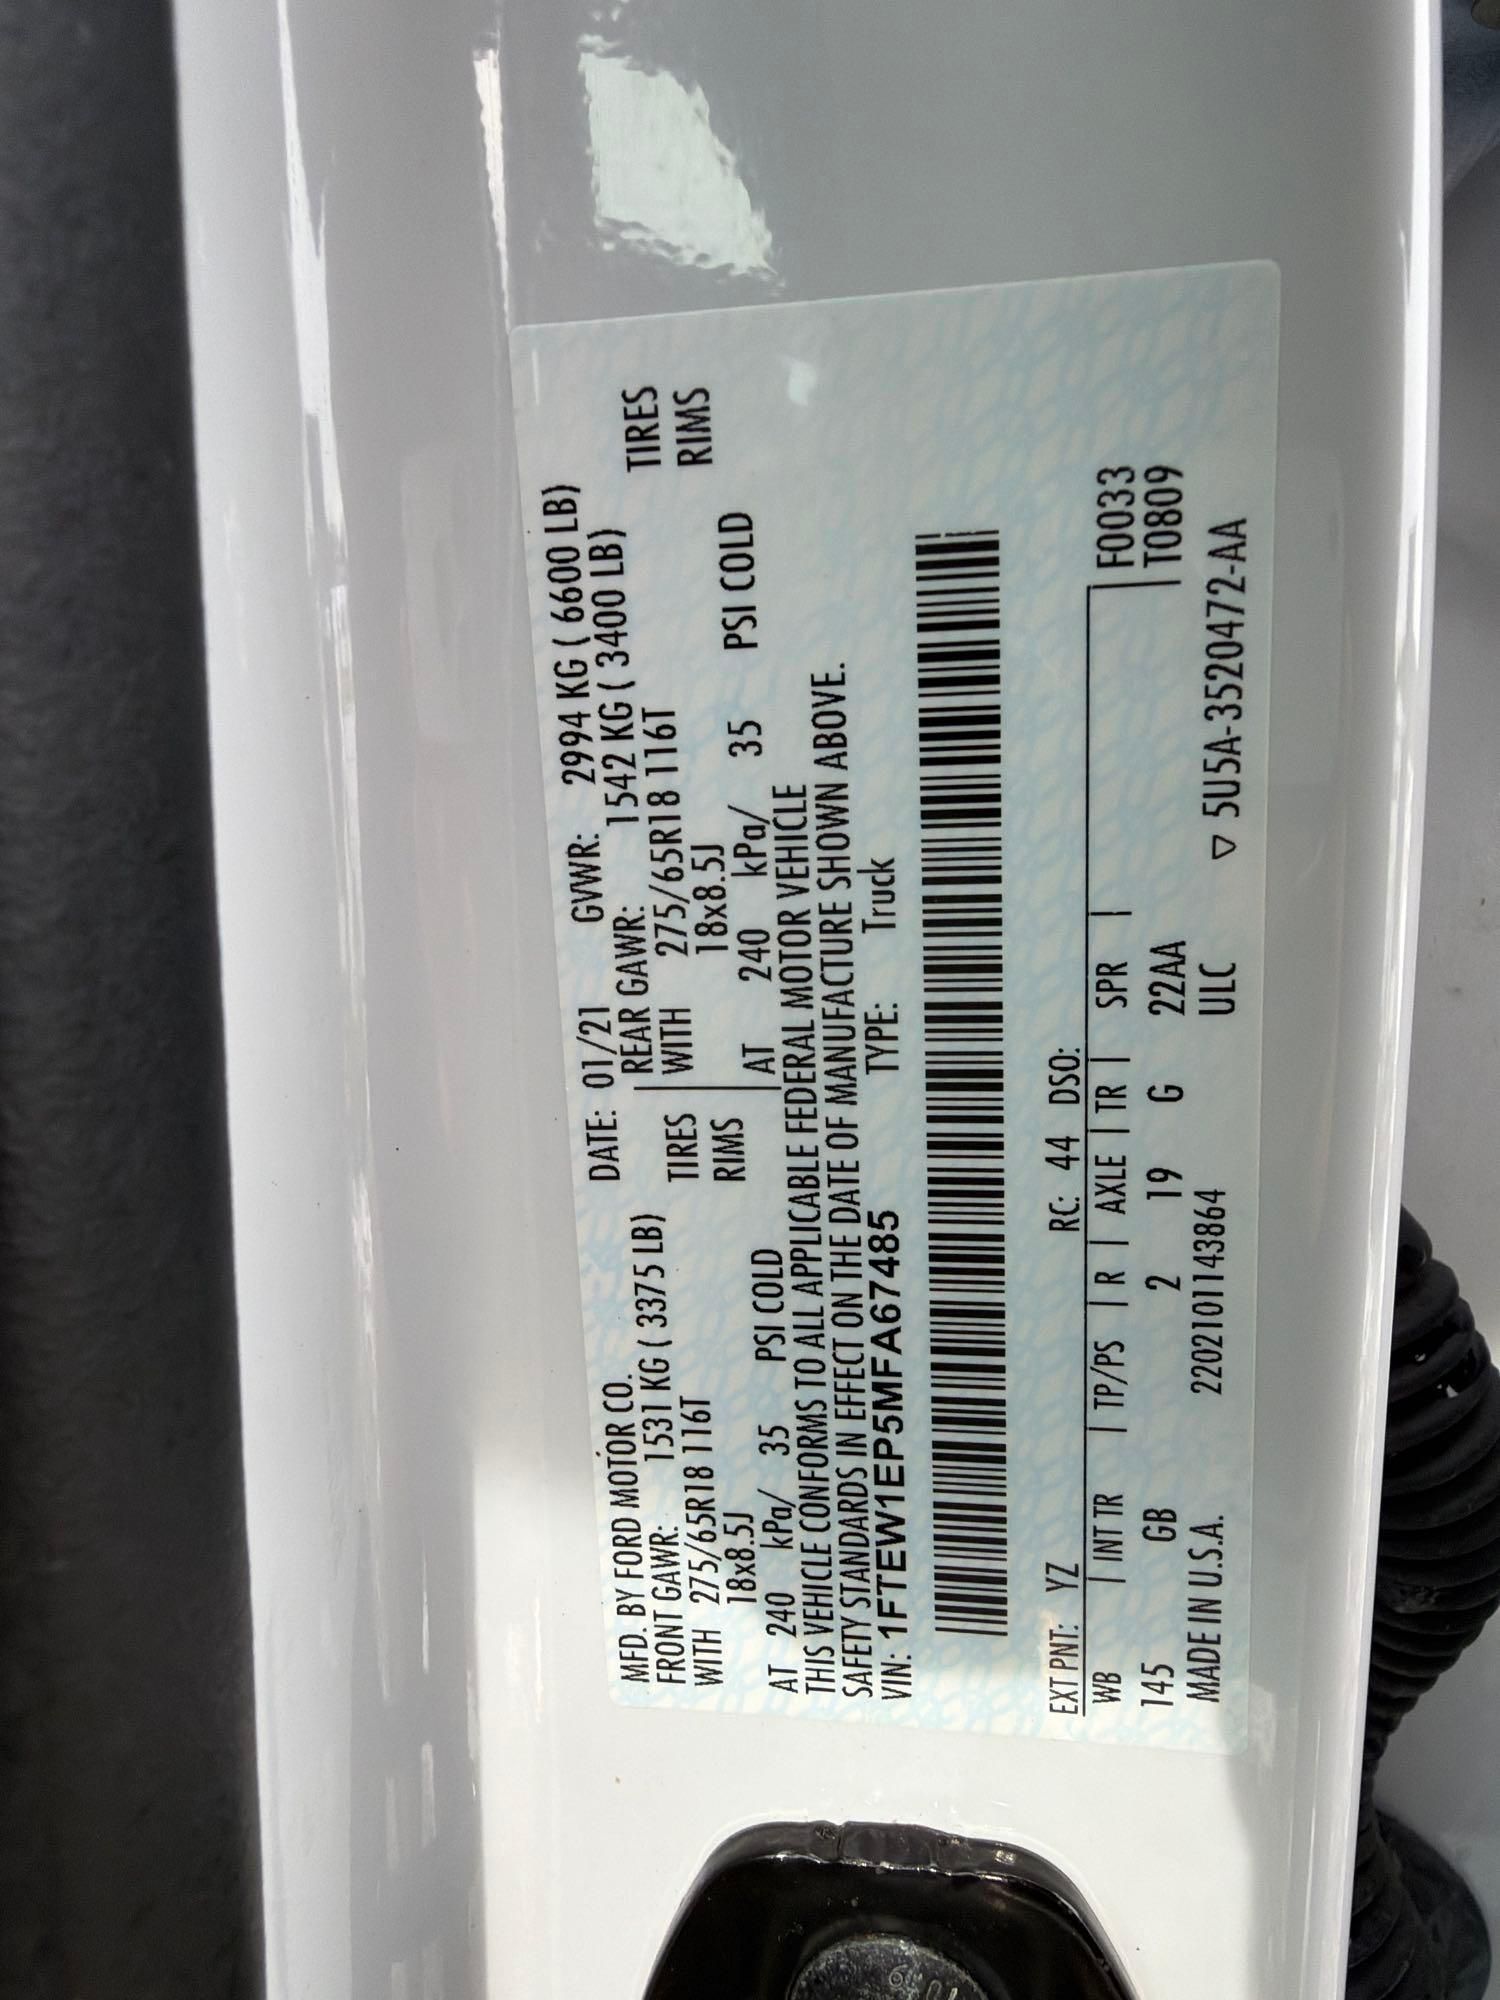 MFD. BY FORD MOTOR CO. DATE: 01/21 GVWR: 2994 KG ( 6600 LB)
FRONT GAWR: 1531 KG ( 3375 LB) REAR GAWR: 1542 KG ( 3400 LB)
WITH 275/65R18 116T TIRES WITH 275/65R18 116T TIRES
18x8.5J RIMS 18x8.5J RIMS
AT 240 kPa/ 35 PSI COLD AT 240 kPa/ 35 PSI COLD
THIS VEHICLE CONFORMS TO ALL APPLICABLE FEDERAL MOTOR VEHICLE
SAFETY STANDARDS IN EFFECT ON THE DATE OF MANUFACTURE SHOWN ABOVE.
VIN: 1FTEW1EP5MFA67485 TYPE: Truck
EXT PNT: YZ RC: 44 DSO:
WB | INT TR | TP/PS | R | AXLE | TR | SPR | F0033
145 GB 2 19 G 22AA T0809
MADE IN U.S.A. 2202101143864 ULC ▽ 5U5A-3520472-AA